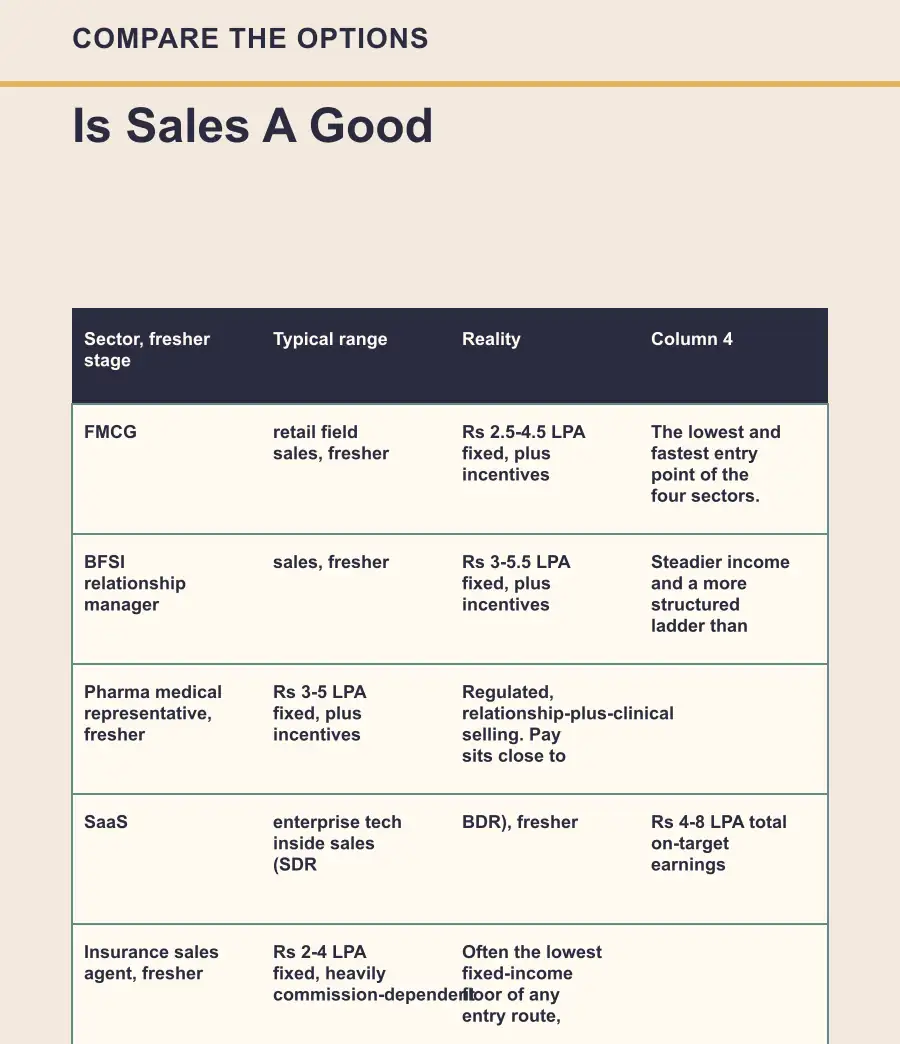 COMPARE THE OPTIONS
Is Sales A Good
Sector, fresher
stage
Typical range
Reality
Column 4
FMCG
retail field
sales, fresher
Rs 2.5-4.5 LPA
fixed, plus
incentives
The lowest and
fastest entry
point of the
four sectors.
BFSI
relationship
manager
sales, fresher
Rs 3-5.5 LPA
fixed, plus
incentives
Steadier income
and a more
structured
ladder than
Pharma medical
representative,
fresher
Rs 3-5 LPA
fixed, plus
incentives
Regulated,
relationship-plus-clinical
selling. Pay
sits close to
SaaS
enterprise tech
inside sales
(SDR
BDR), fresher
Rs 4-8 LPA total
on-target
earnings
Insurance sales
agent, fresher
Rs 2-4 LPA
fixed, heavily
commission-dependent
Often the lowest
fixed-income
floor of any
entry route,